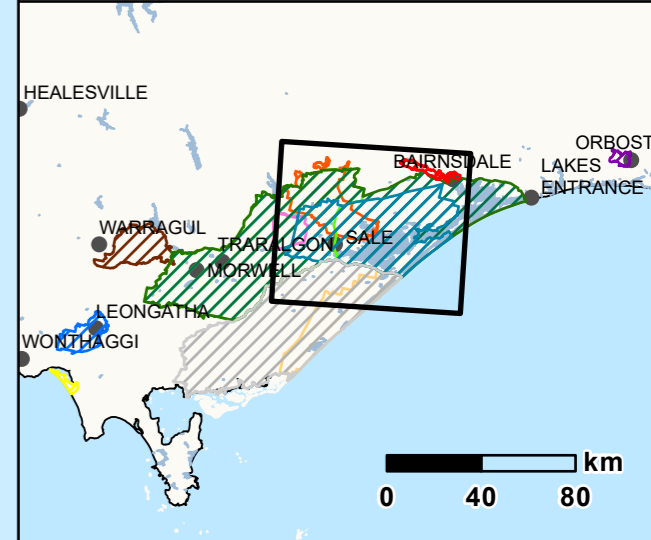 HEALESVILLE
ORBOST
BAIRNSDALE
LAKES
ENTRANCE
WARRAGUL
SALE
TRARALGON
MORWELL
LEONGATHA
WONTHAGGI
km
0 40 80